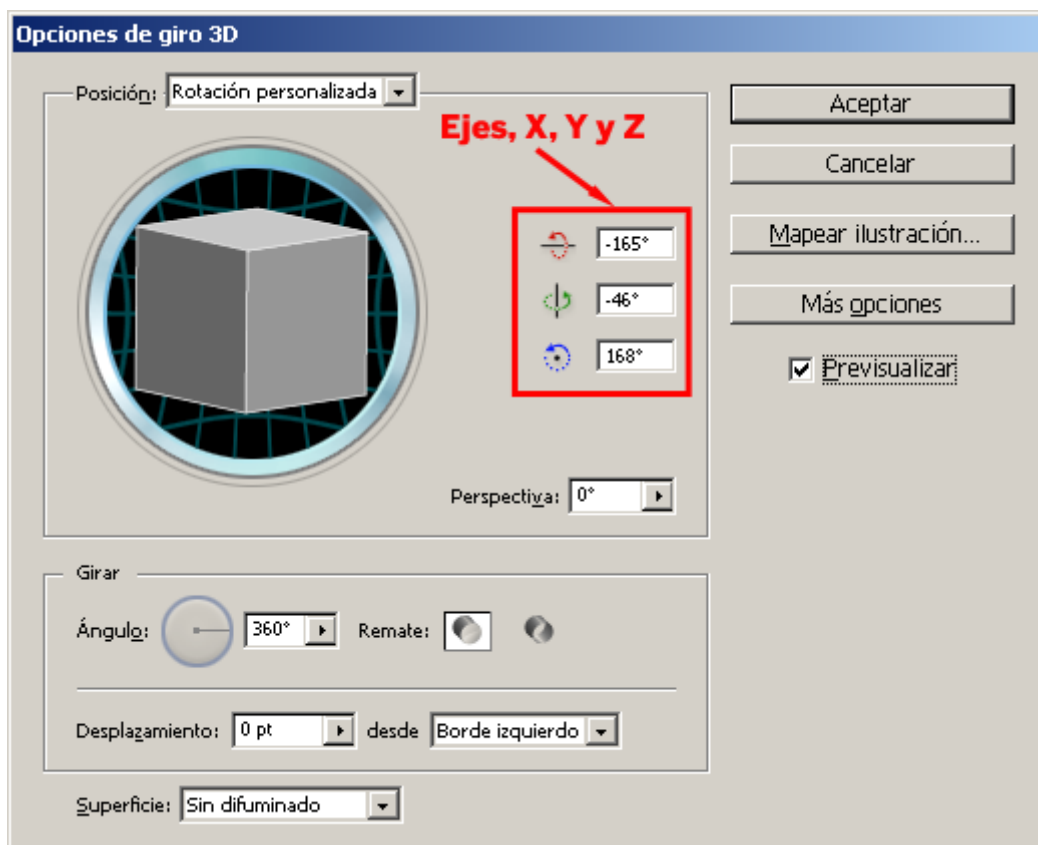 Opciones de giro 3D
Posición: Rotación personalizada
Aceptar
Ejes, X, Y y Z
Cancelar
-165°
Mapear ilustración...
-46°
Más opciones
168°
Previsualizar
Perspectiva: 0°
Girar
Ángulo: 360° Remate:
Desplazamiento: 0 pt desde Borde izquierdo
Superficie: Sin difuminado